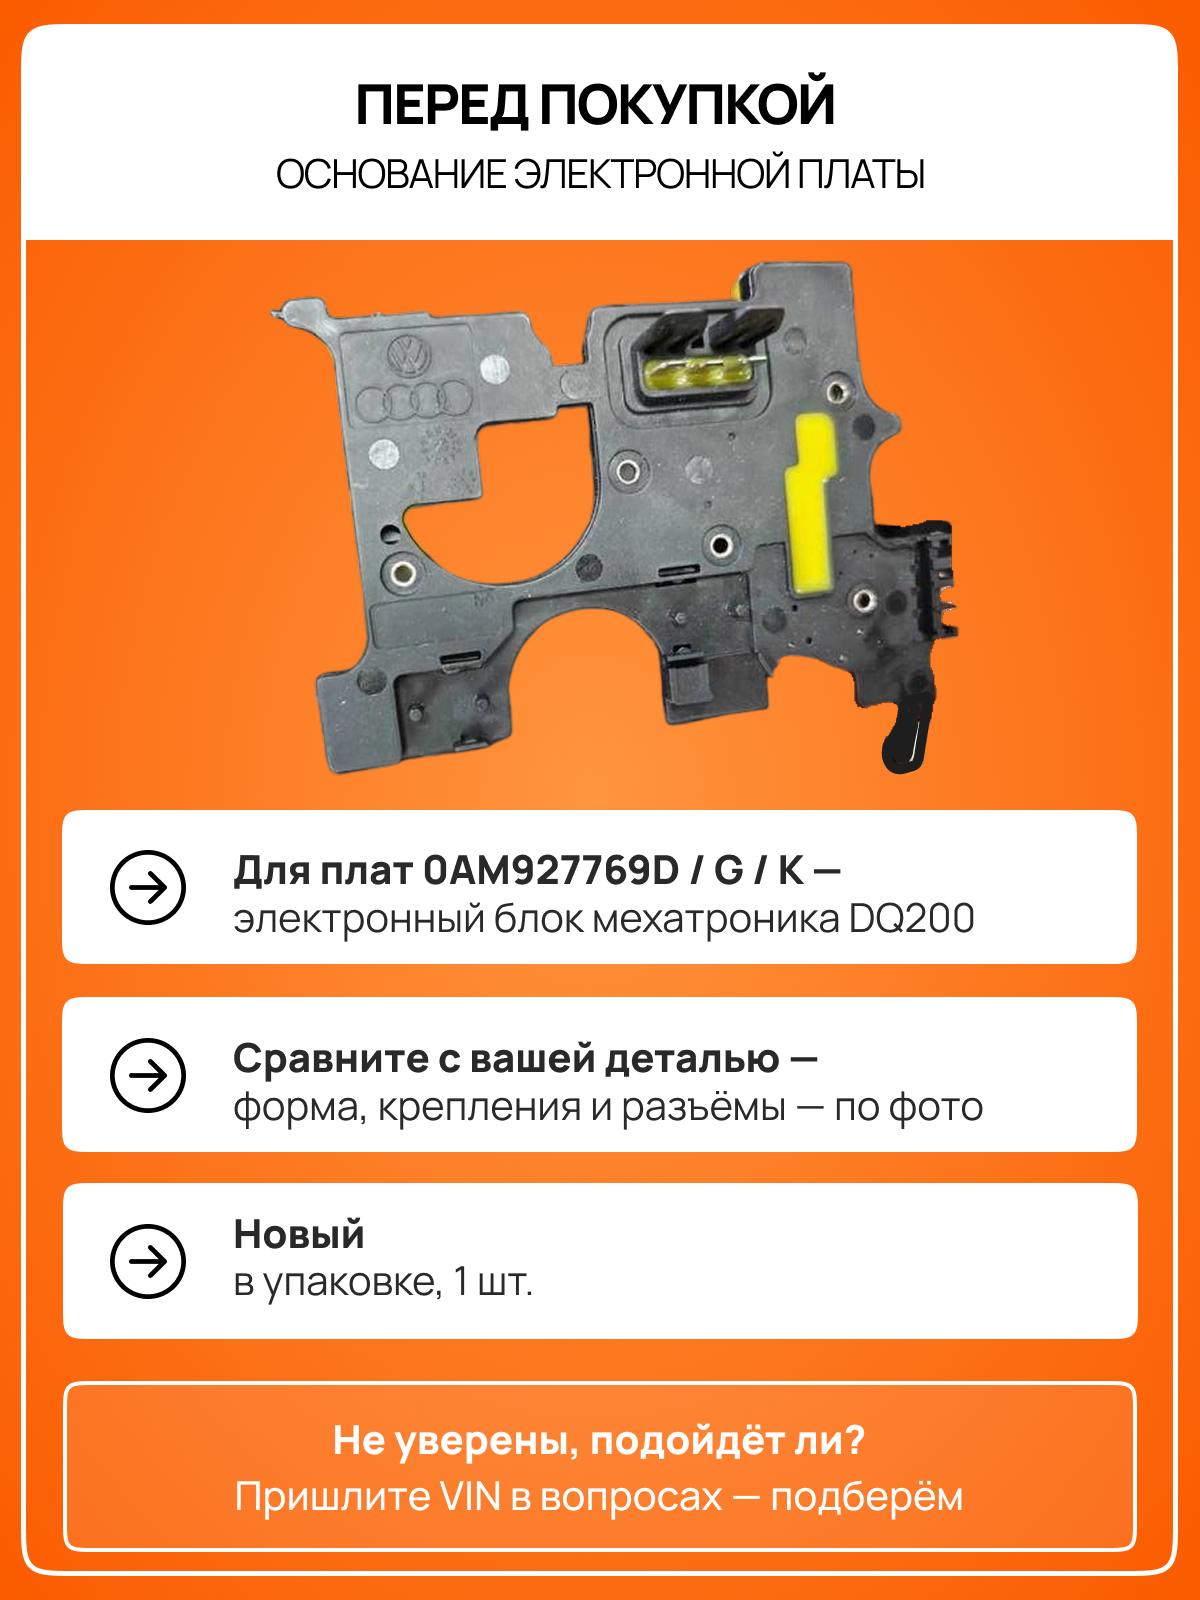 ПЕРЕД ПОКУПКОЙ
ОСНОВАНИЕ ЭЛЕКТРОННОЙ ПЛАТЫ
Для плат 0AM927769D / G / K —
электронный блок мехатроника DQ200
Сравните с вашей деталью —
форма, крепления и разъёмы — по фото
Новый
в упаковке, 1 шт.
Не уверены, подойдёт ли?
Пришлите VIN в вопросах — подберём